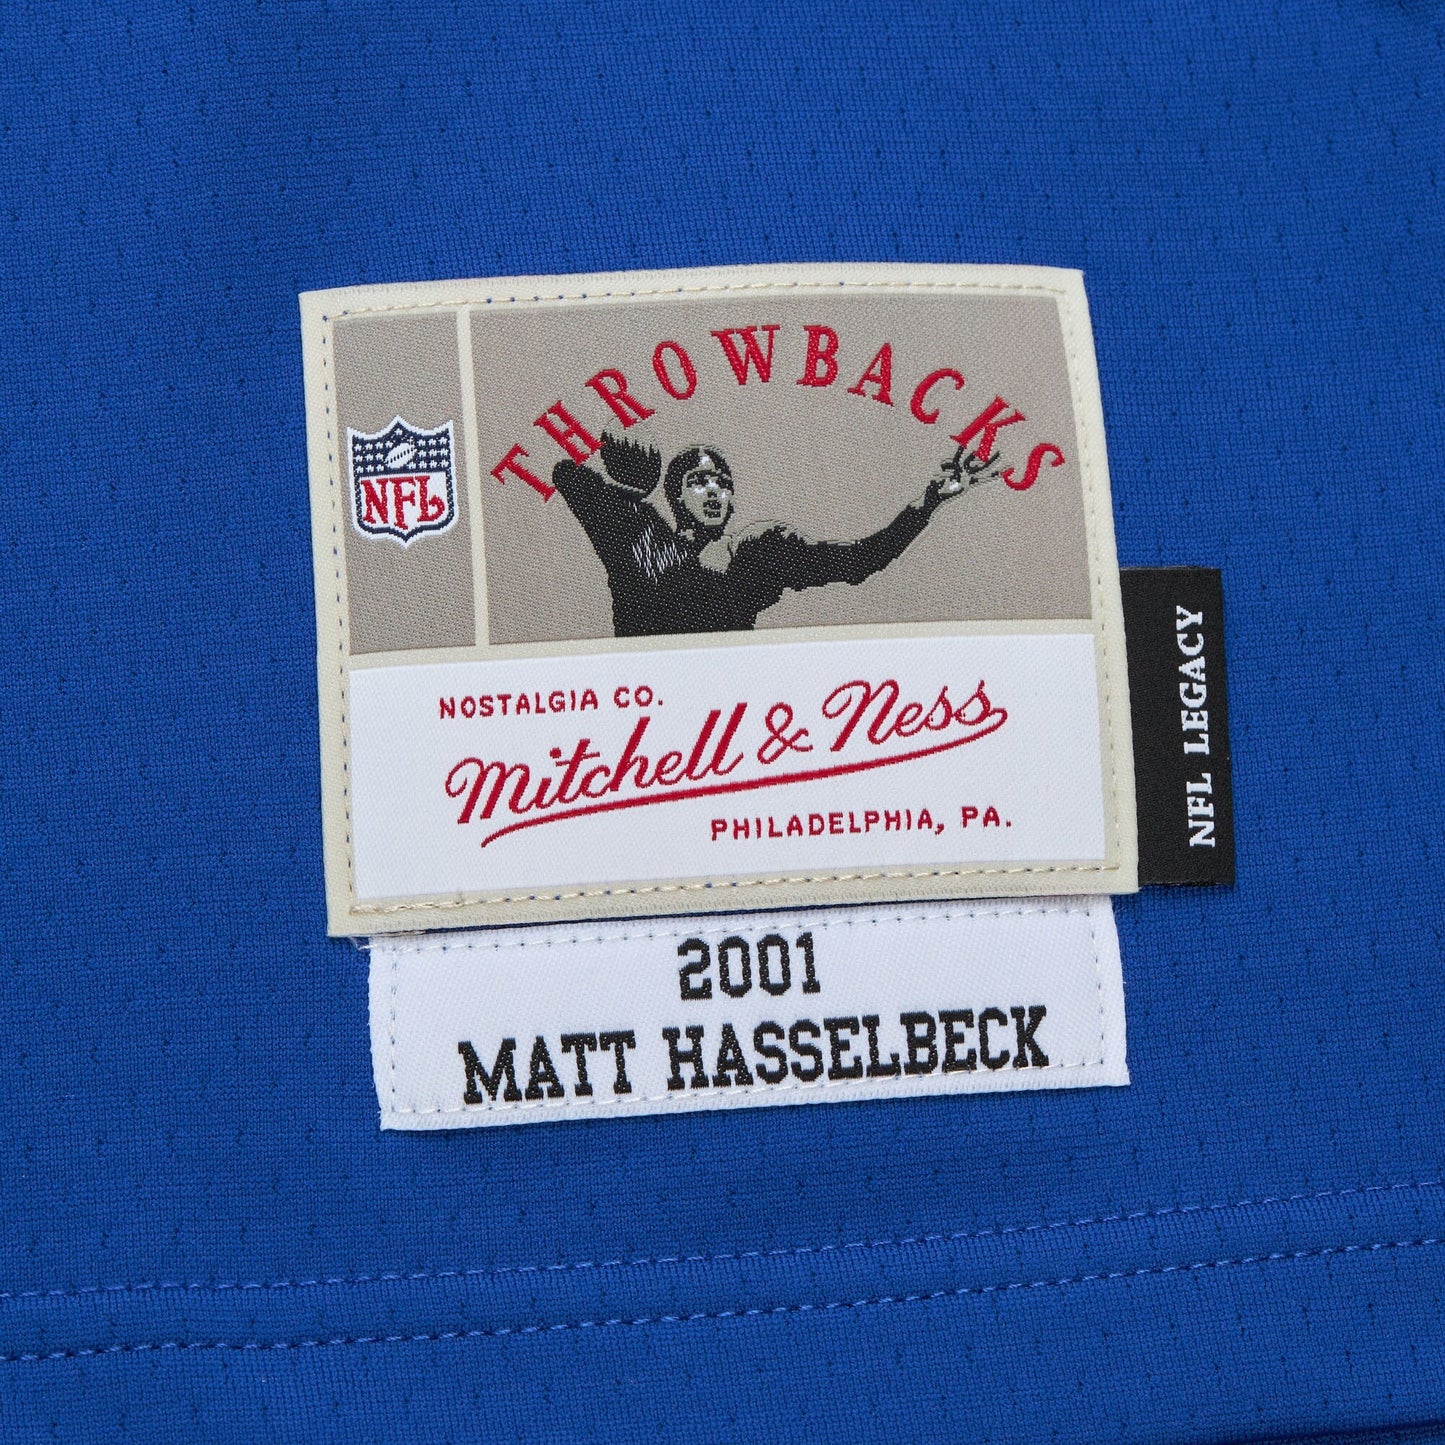 THROWBACKS
NFL
NOSTALGIA CO.
Mitchell & Ness
PHILADELPHIA, PA.
NFL LEGACY
2001
MATT HASSELBECK